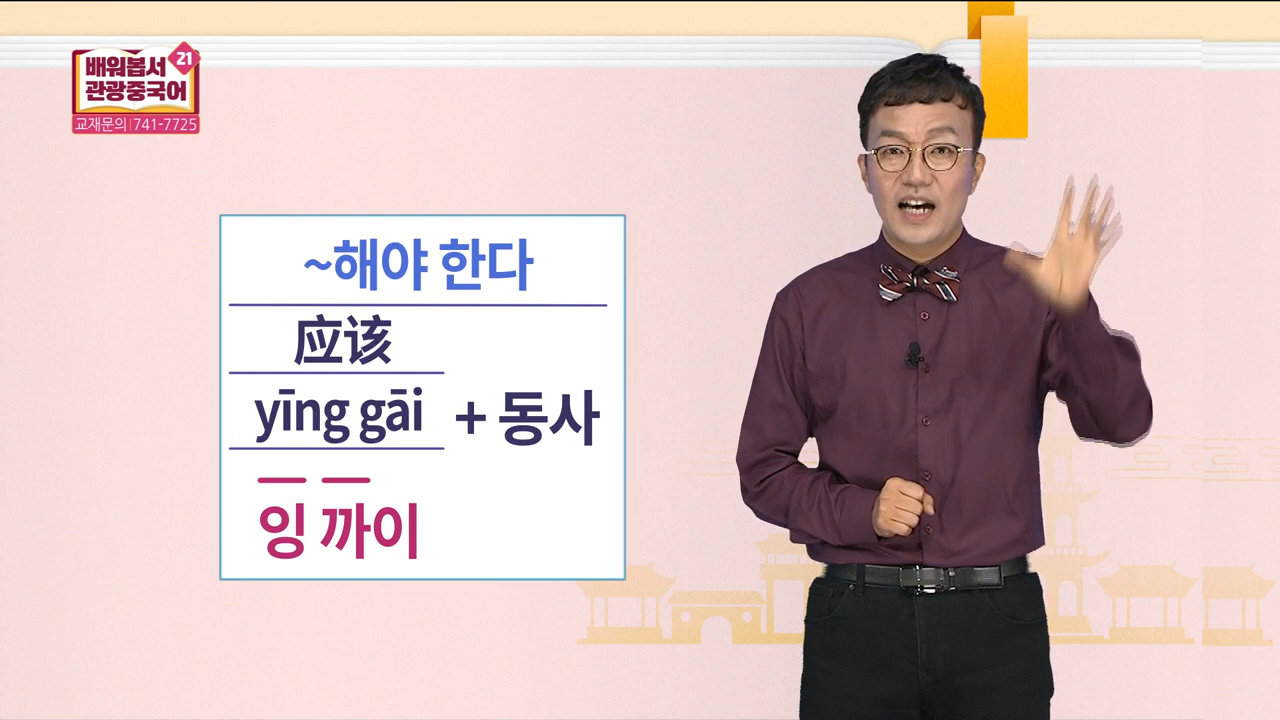 배워봅서 21
관광중국어
교재문의 741-7725
~해야 한다
应该
yīng gāi + 동사
잉 까이